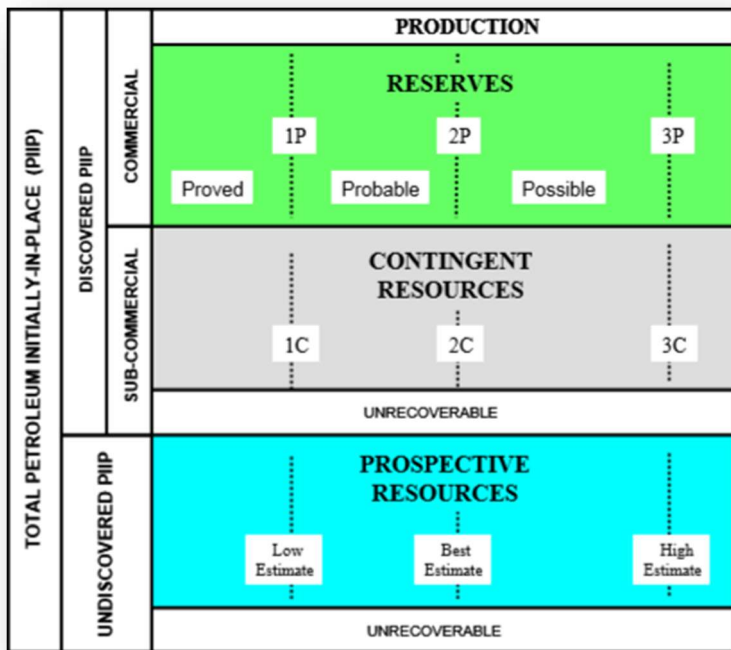 TOTAL PETROLEUM INITIALLY-IN-PLACE (PIIP)
DISCOVERED PIIP
UNDISCOVERED PIIP
COMMERCIAL
SUB-COMMERCIAL
PRODUCTION
RESERVES
1P
2P
3P
Proved
Probable
Possible
CONTINGENT
RESOURCES
1C
2C
3C
UNRECOVERABLE
PROSPECTIVE
RESOURCES
Low
Estimate
Best
Estimate
High
Estimate
UNRECOVERABLE